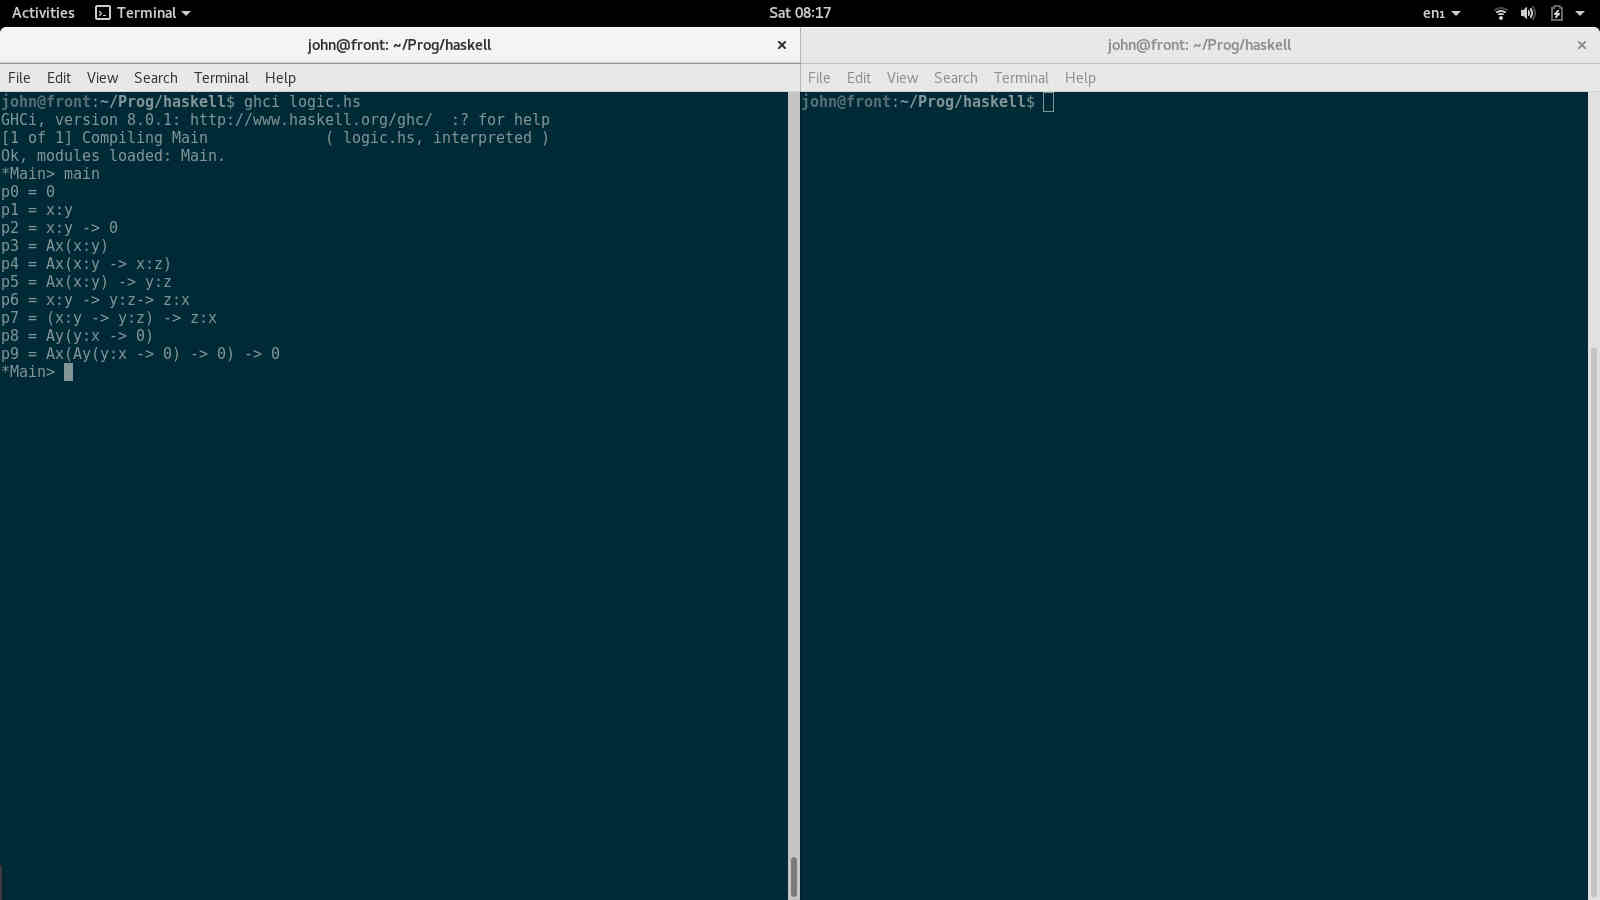 Activities Terminal Sat 08:17 en₁
john@front: ~/Prog/haskell
File Edit View Search Terminal Help
john@front:~/Prog/haskell$ ghci logic.hs
GHCi, version 8.0.1: http://www.haskell.org/ghc/  :? for help
[1 of 1] Compiling Main             ( logic.hs, interpreted )
Ok, modules loaded: Main.
*Main> main
p0 = 0
p1 = x:y
p2 = x:y -> 0
p3 = Ax(x:y)
p4 = Ax(x:y -> x:z)
p5 = Ax(x:y) -> y:z
p6 = x:y -> y:z-> z:x
p7 = (x:y -> y:z) -> z:x
p8 = Ay(y:x -> 0)
p9 = Ax(Ay(y:x -> 0) -> 0) -> 0
*Main>
john@front: ~/Prog/haskell
File Edit View Search Terminal Help
john@front:~/Prog/haskell$